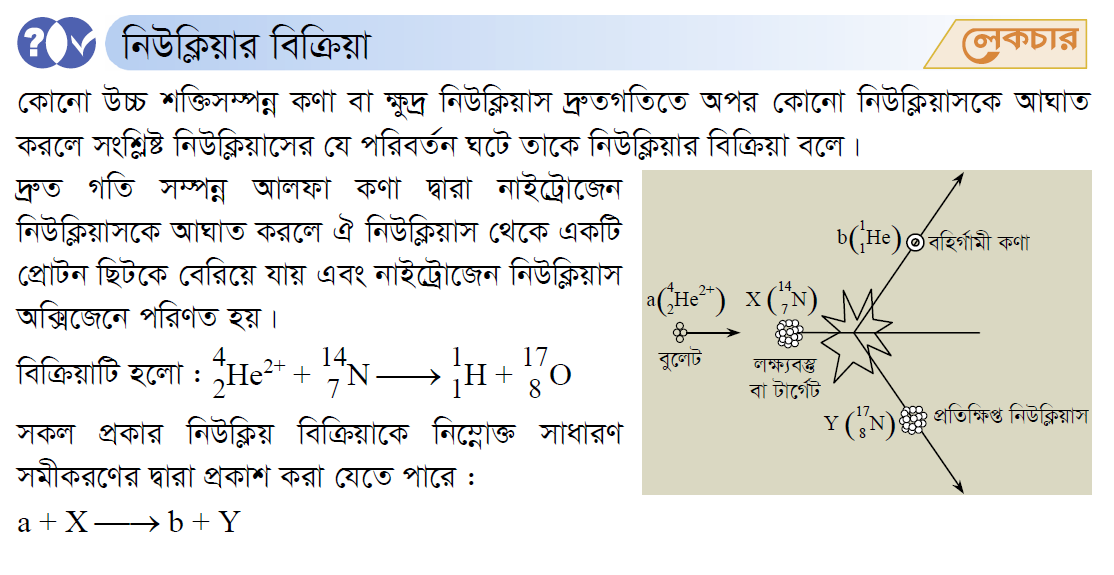 নিউক্লিয়ার বিক্রিয়া
লেকচার
কোনো উচ্চ শক্তিসম্পন্ন কণা বা ক্ষুদ্র নিউক্লিয়াস দ্রুতগতিতে অপর কোনো নিউক্লিয়াসকে আঘাত
করলে সংশ্লিষ্ট নিউক্লিয়াসের যে পরিবর্তন ঘটে তাকে নিউক্লিয়ার বিক্রিয়া বলে।
দ্রুত গতি সম্পন্ন আলফা কণা দ্বারা নাইট্রোজেন
নিউক্লিয়াসকে আঘাত করলে ঐ নিউক্লিয়াস থেকে একটি
প্রোটন ছিটকে বেরিয়ে যায় এবং নাইট্রোজেন নিউক্লিয়াস
অক্সিজেনে পরিণত হয়।
বিক্রিয়াটি হলো : ⁴₂He²⁺ + ¹⁴₇N ⟶ ¹₁H + ¹⁷₈O
সকল প্রকার নিউক্লিয় বিক্রিয়াকে নিম্নোক্ত সাধারণ
সমীকরণের দ্বারা প্রকাশ করা যেতে পারে :
a + X ⟶ b + Y
b(¹₁He) বহির্গামী কণা
a(⁴₂He²⁺) X (¹⁴₇N)
বুলেট
লক্ষ্যবস্তু
বা টার্গেট
Y (¹⁷₈N) প্রতিক্ষিপ্ত নিউক্লিয়াস